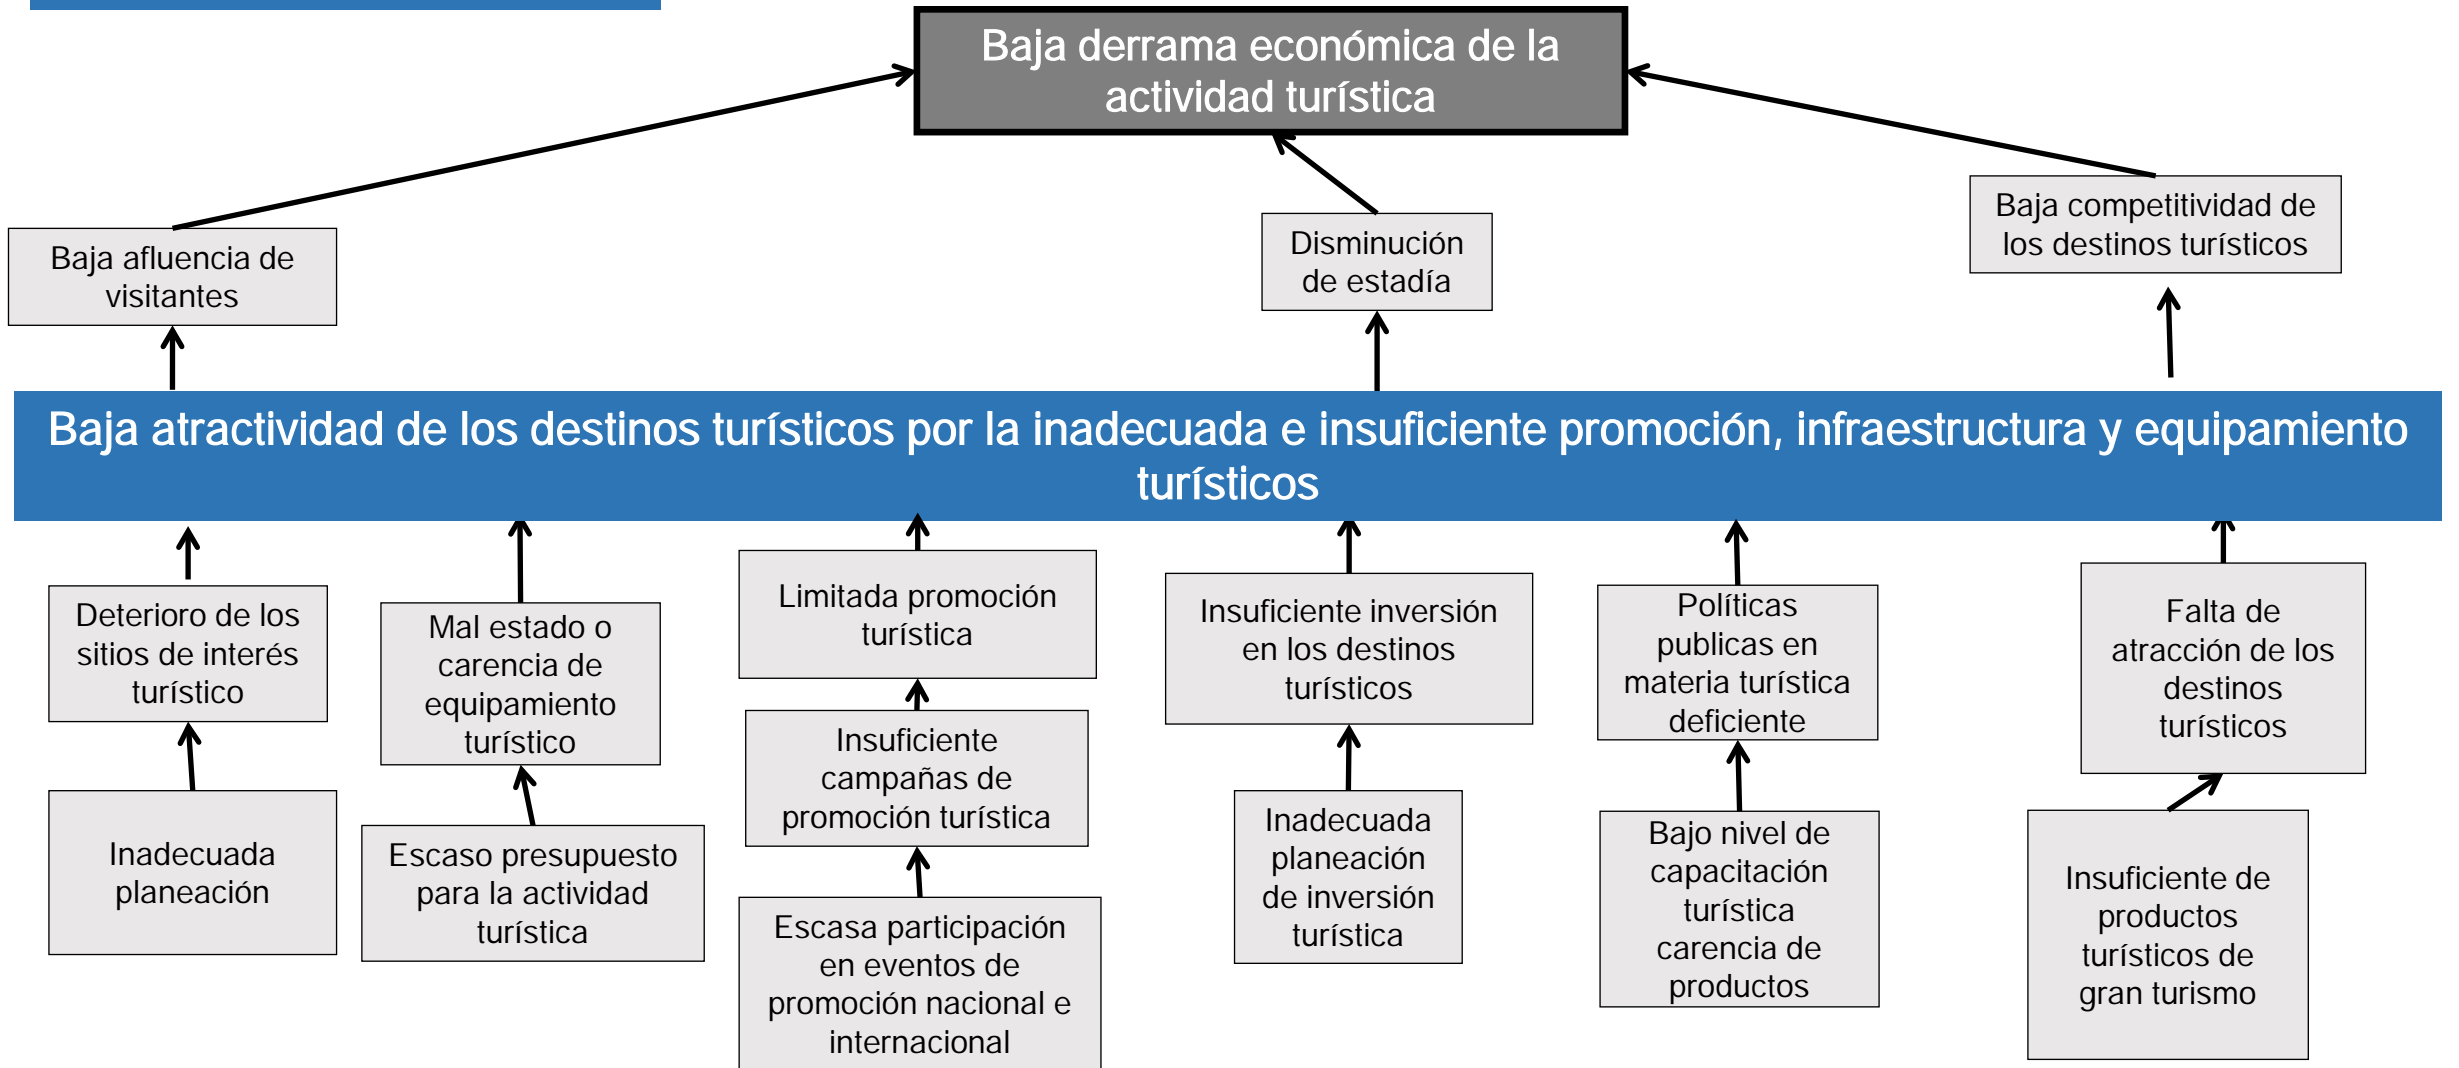 Baja derrama económica de la
actividad turística
Baja afluencia de
visitantes
Disminución
de estadía
Baja competitividad de
los destinos turísticos
Baja atractividad de los destinos turísticos por la inadecuada e insuficiente promoción, infraestructura y equipamiento
turísticos
Deterioro de los
sitios de interés
turístico
Mal estado o
carencia de
equipamiento
turístico
Limitada promoción
turística
Insuficiente inversión
en los destinos
turísticos
Políticas
publicas en
materia turística
deficiente
Falta de
atracción de los
destinos
turísticos
Inadecuada
planeación
Escaso presupuesto
para la actividad
turística
Insuficiente
campañas de
promoción turística
Inadecuada
planeación
de inversión
turística
Bajo nivel de
capacitación
turística
carencia de
productos
Insuficiente de
productos
turísticos de
gran turismo
Escasa participación
en eventos de
promoción nacional e
internacional